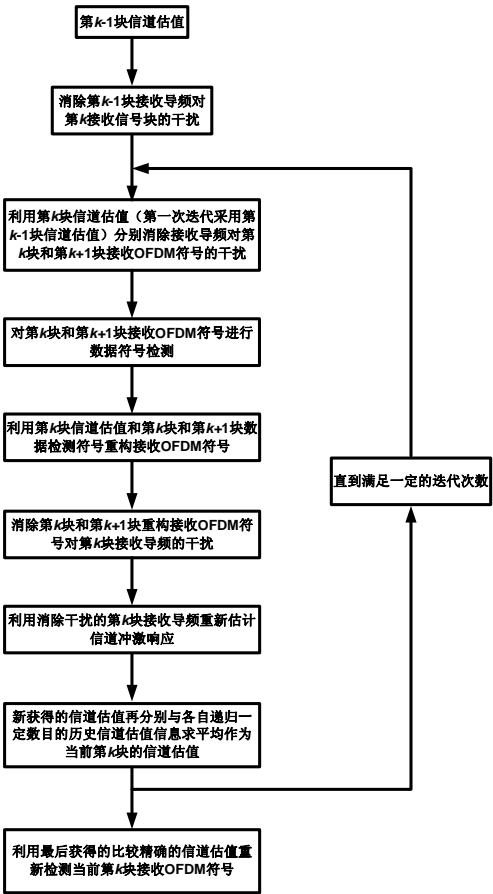 第k-1块信道估值
消除第k-1块接收导频对
第k接收信号块的干扰
利用第k块信道估值（第一次迭代采用第
k-1块信道估值）分别消除接收导频对第
k块和第k+1块接收OFDM符号的干扰
对第k块和第k+1块接收OFDM符号进行
数据符号检测
利用第k块信道估值和第k块和第k+1块数
据检测符号重构接收OFDM符号
直到满足一定的迭代次数
消除第k块和第k+1块重构接收OFDM符
号对第k块接收导频的干扰
利用消除干扰的第k块接收导频重新估计
信道冲激响应
新获得的信道估值再分别与各自递归一
定数目的历史信道估值信息求平均作为
当前第k块的信道估值
利用最后获得的比较精确的信道估值重
新检测当前第k块接收OFDM符号